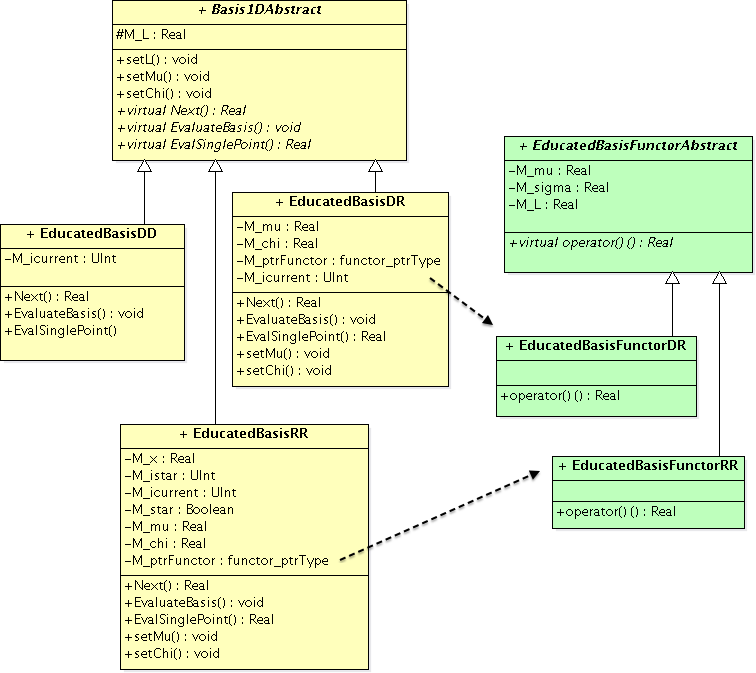 + Basis1DAbstract
#M_L : Real
+setL() : void
+setMu() : void
+setChi() : void
+virtual Next() : Real
+virtual EvaluateBasis() : void
+virtual EvalSinglePoint() : Real
+ EducatedBasisFunctorAbstract
-M_mu : Real
-M_sigma : Real
-M_L : Real
+virtual operator() () : Real
+ EducatedBasisDD
-M_icurrent : UInt
+Next() : Real
+EvaluateBasis() : void
+EvalSinglePoint()
+ EducatedBasisDR
-M_mu : Real
-M_chi : Real
-M_ptrFunctor : functor_ptrType
-M_icurrent : UInt
+Next() : Real
+EvaluateBasis() : void
+EvalSinglePoint() : Real
+setMu() : void
+setChi() : void
+ EducatedBasisFunctorDR
+operator() () : Real
+ EducatedBasisRR
-M_x : Real
-M_istar : UInt
-M_icurrent : UInt
-M_star : Boolean
-M_mu : Real
-M_chi : Real
-M_ptrFunctor : functor_ptrType
+Next() : Real
+EvaluateBasis() : void
+EvalSinglePoint() : Real
+setMu() : void
+setChi() : void
+ EducatedBasisFunctorRR
+operator() () : Real